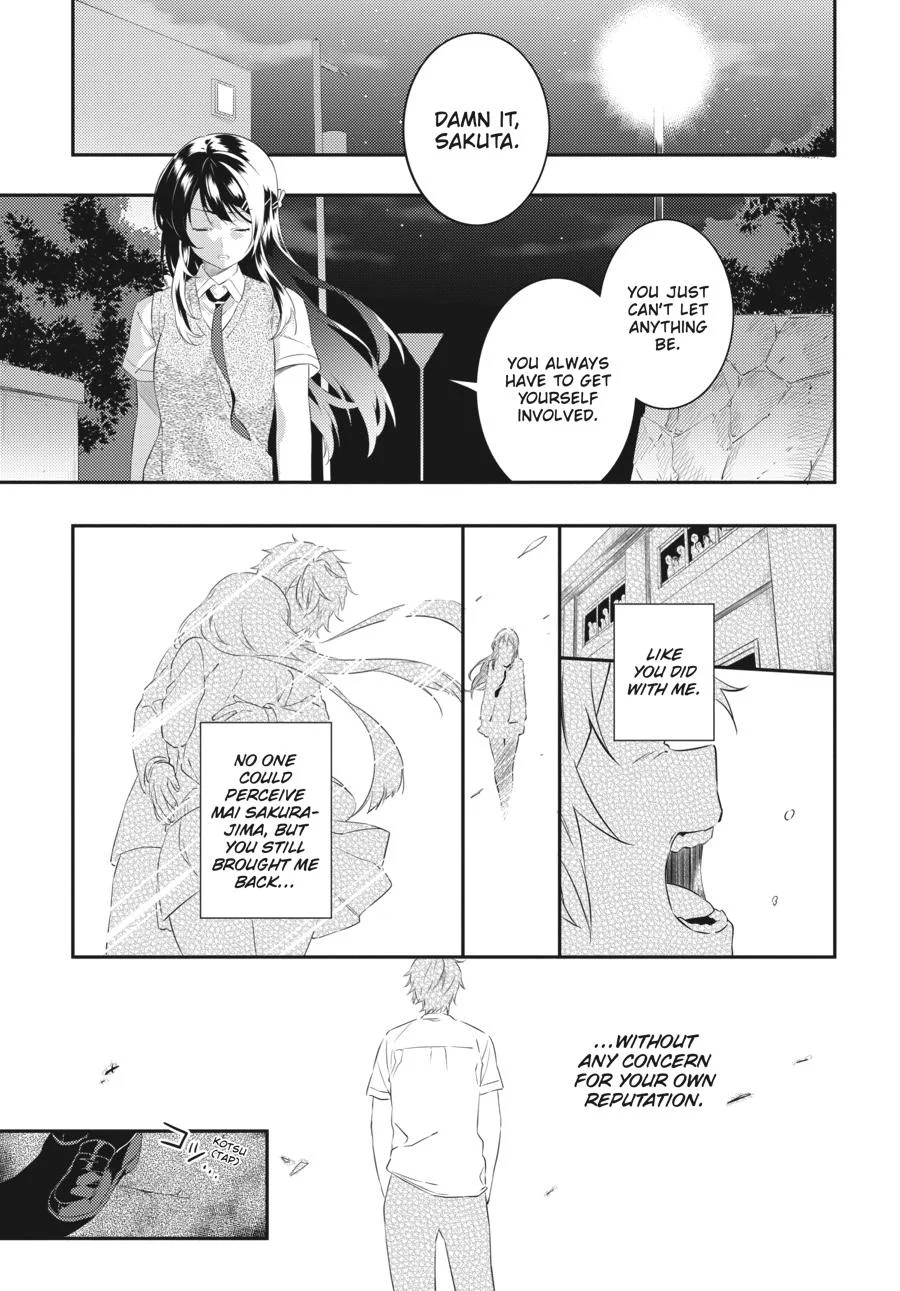 DAMN IT,
SAKUTA.
YOU JUST
CAN'T LET
ANYTHING
BE.
YOU ALWAYS
HAVE TO GET
YOURSELF
INVOLVED.
LIKE
YOU DID
WITH ME.
NO ONE
COULD
PERCEIVE
MAI SAKURA-
JIMA, BUT
YOU STILL
BROUGHT ME
BACK...
...WITHOUT
ANY CONCERN
FOR YOUR OWN
REPUTATION.
コツ...
KOTSU
(TAP)